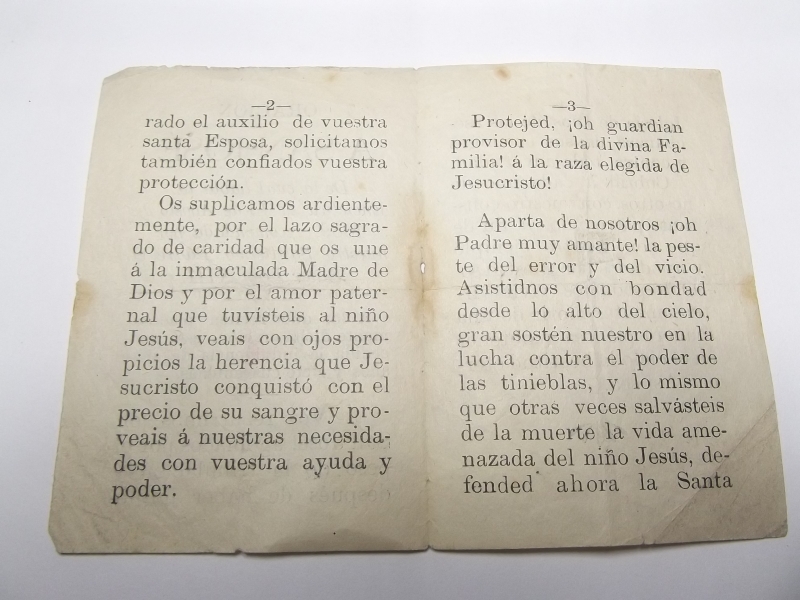 —2—
rado el auxilio de vuestra
santa Esposa, solicitamos
también confiados vuestra
protección.
Os suplicamos ardiente-
mente, por el lazo sagra-
do de caridad que os une
á la inmaculada Madre de
Dios y por el amor pater-
nal que tuvísteis al niño
Jesús, veais con ojos pro-
picios la herencia que Je-
sucristo conquistó con el
precio de su sangre y pro-
veais á nuestras necesida-
des con vuestra ayuda y
poder.
—3—
Protejed, ¡oh guardian
provisor de la divina Fa-
milia! á la raza elegida de
Jesucristo!
Aparta de nosotros ¡oh
Padre muy amante! la pes-
te del error y del vicio.
Asistidnos con bondad
desde lo alto del cielo,
gran sostén nuestro en la
lucha contra el poder de
las tinieblas, y lo mismo
que otras veces salvásteis
de la muerte la vida ame-
nazada del niño Jesús, de-
fended ahora la Santa